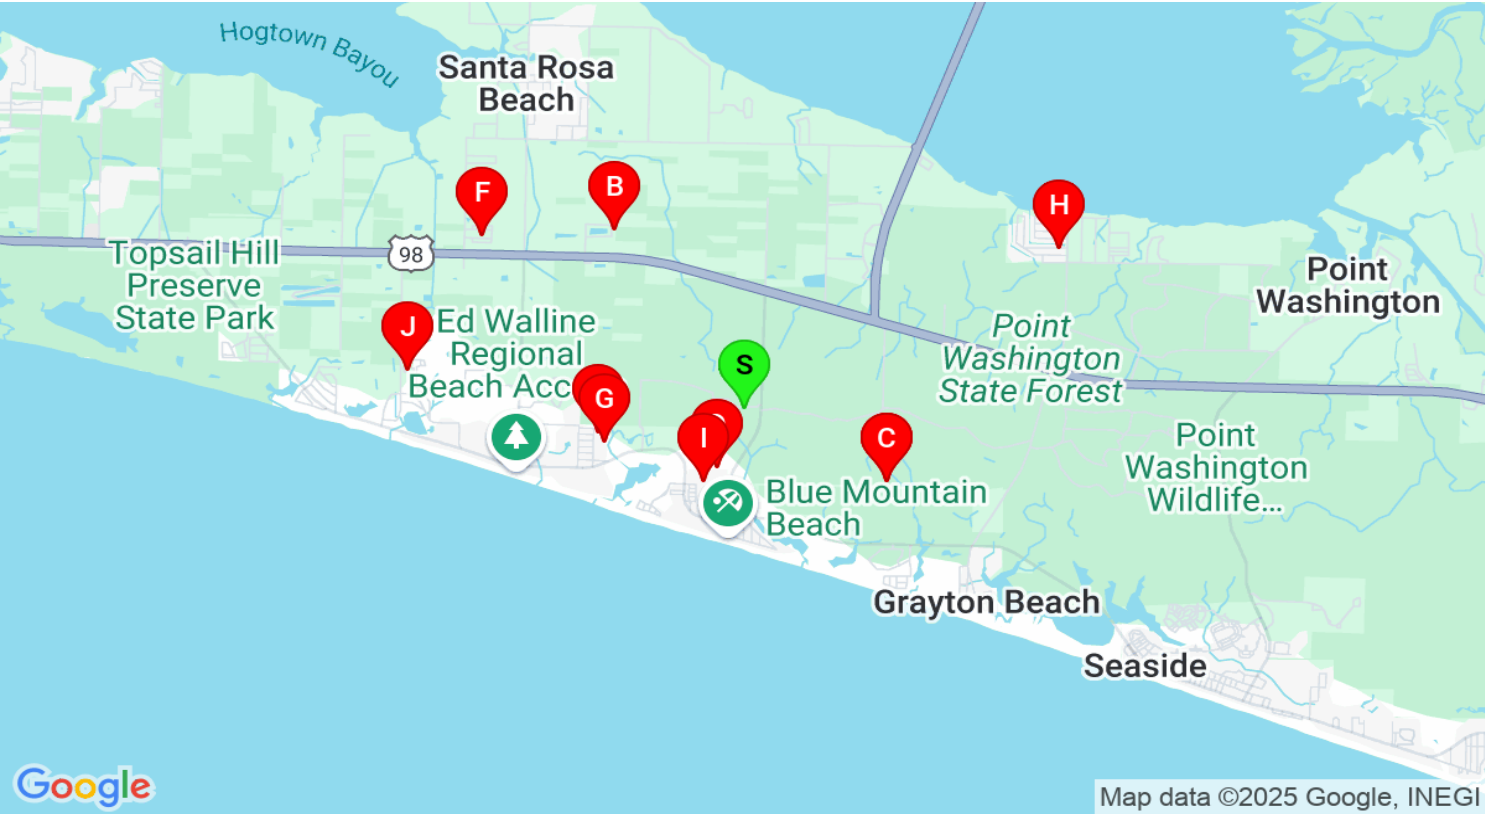 Hogtown Bayou
Santa Rosa
Beach
F
B
H
98
Topsail Hill
Preserve
State Park
Point
Washington
J
Ed Walline
Regional
Beach Acc
Point
Washington
State Forest
S
G
I
C
Point
Washington
Wildlife...
Blue Mountain
Beach
Grayton Beach
Seaside
Google
Map data ©2025 Google, INEGI